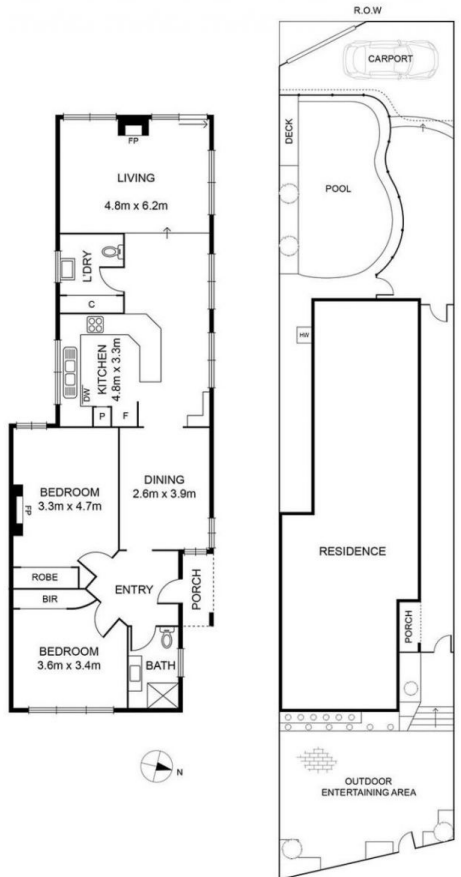 FP
LIVING
4.8m x 6.2m
L'DRY
C
KITCHEN
4.8m x 3.3m
DW
P
F
BEDROOM
3.3m x 4.7m
FP
DINING
2.6m x 3.9m
ROBE
BIR
ENTRY
PORCH
BEDROOM
3.6m x 3.4m
BATH
N
R.O.W
CARPORT
DECK
POOL
HW
RESIDENCE
PORCH
OUTDOOR
ENTERTAINING AREA